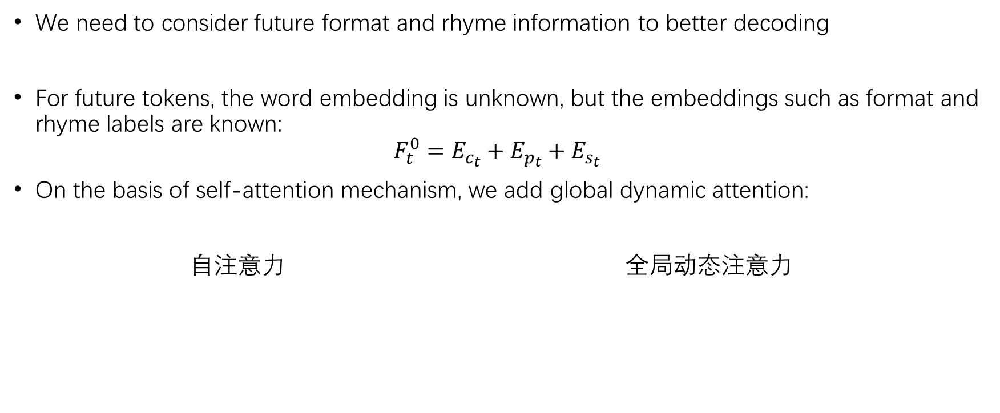 • We need to consider future format and rhyme information to better decoding
• For future tokens, the word embedding is unknown, but the embeddings such as format and
rhyme labels are known:
$F_t^0 = E_{c_t} + E_{p_t} + E_{s_t}$
• On the basis of self-attention mechanism, we add global dynamic attention:
自注意力 全局动态注意力